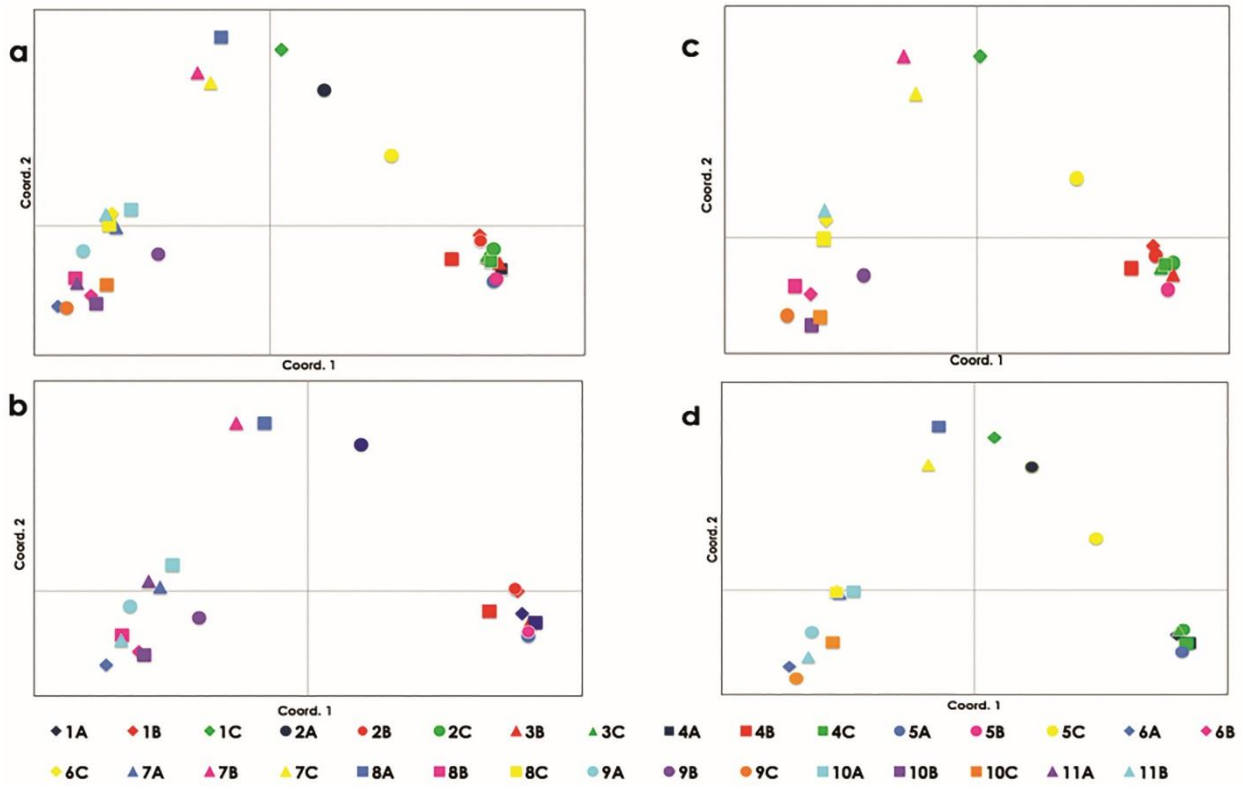 a
Coord. 2
Coord. 1
c
Coord. 2
Coord. 1
b
Coord. 2
Coord. 1
d
Coord. 2
Coord. 1
1A 1B 1C 2A 2B 2C 3B 3C 4A 4B 4C 5A 5B 5C 6A 6B
6C 7A 7B 7C 8A 8B 8C 9A 9B 9C 10A 10B 10C 11A 11B